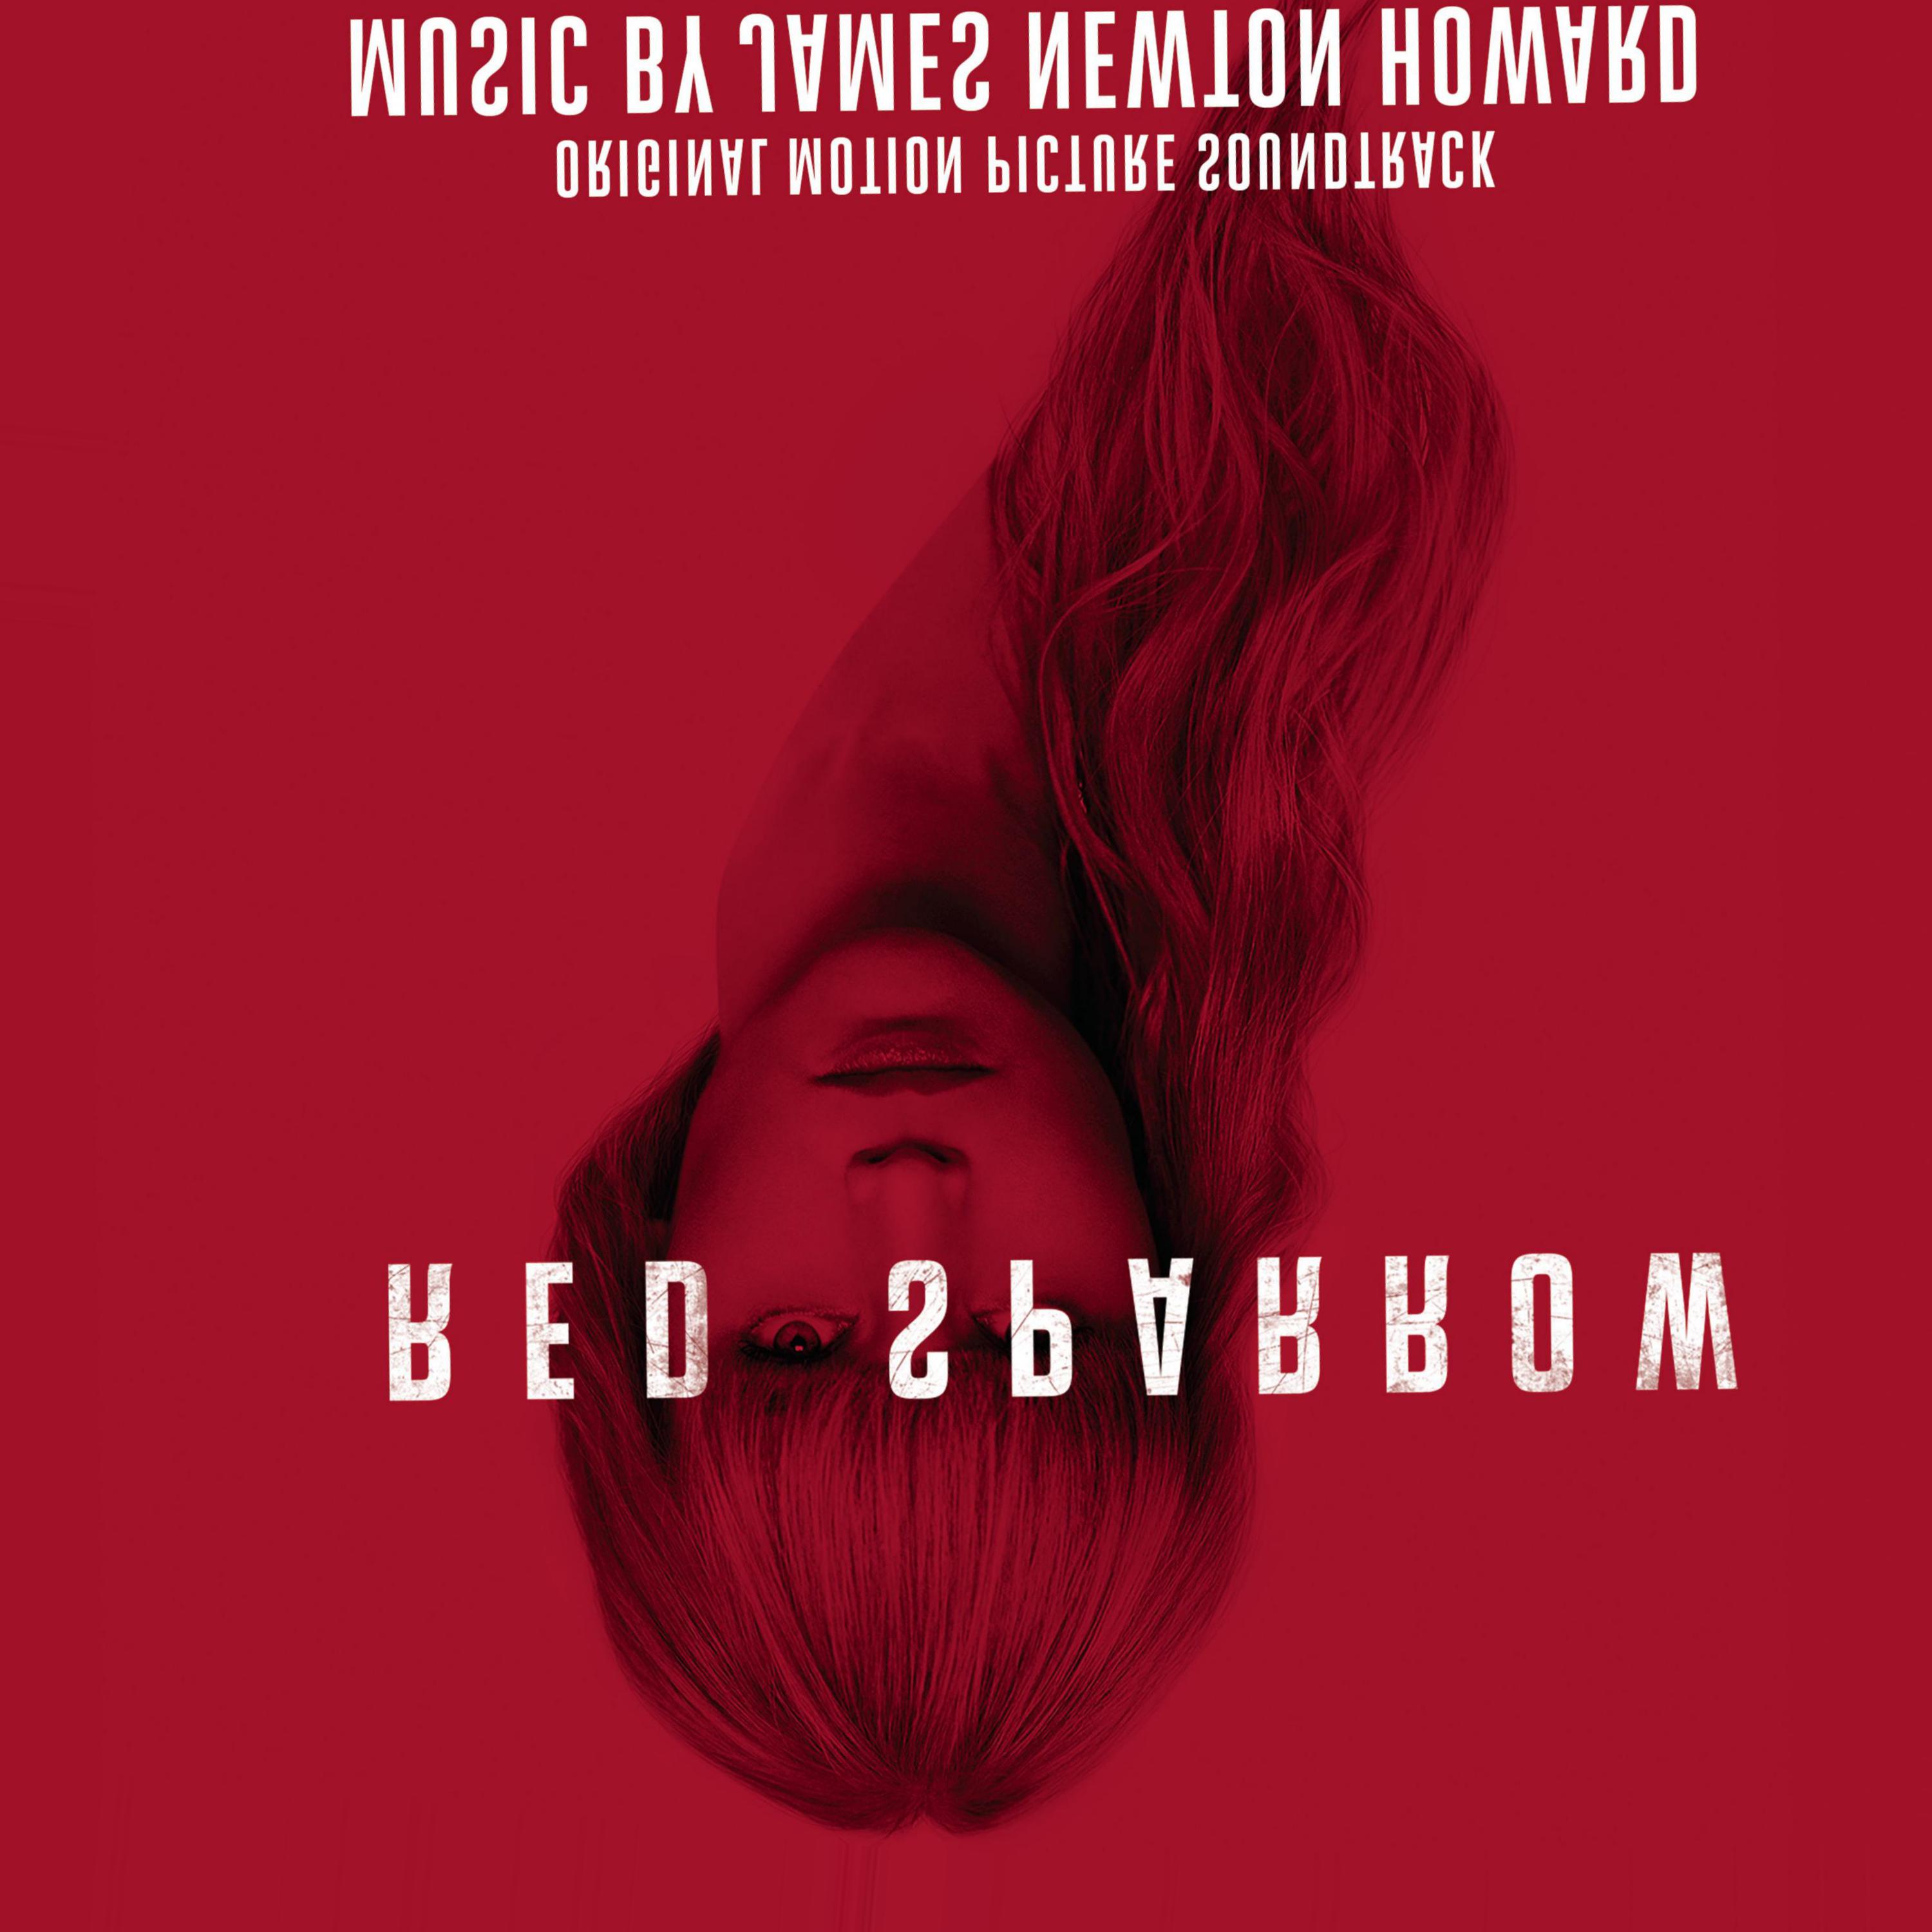 MUSIC BY JAMES NEWTON HOWARD
ORIGINAL MOTION PICTURE SOUNDTRACK
RED SPARROW